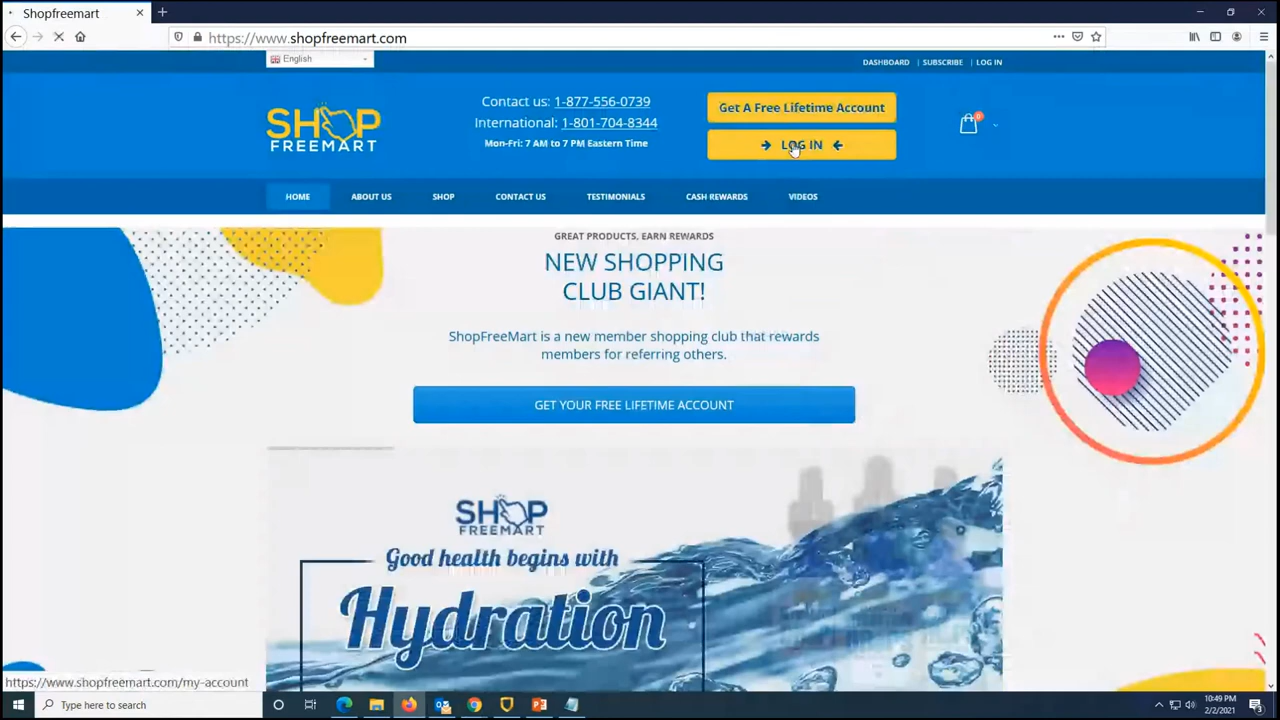 Shopfreemart
https://www.shopfreemart.com
English
DASHBOARD | SUBSCRIBE | LOG IN
SHOP
FREEMART
Contact us: 1-877-556-0739
International: 1-801-704-8344
Mon-Fri: 7 AM to 7 PM Eastern Time
Get A Free Lifetime Account
LOG IN
0
HOME ABOUT US SHOP CONTACT US TESTIMONIALS CASH REWARDS VIDEOS
GREAT PRODUCTS, EARN REWARDS
NEW SHOPPING
CLUB GIANT!
ShopFreeMart is a new member shopping club that rewards
members for referring others.
GET YOUR FREE LIFETIME ACCOUNT
SHOP
FREEMART
Good health begins with
Hydration
https://www.shopfreemart.com/my-account
Type here to search
10:49 PM
2/2/2021